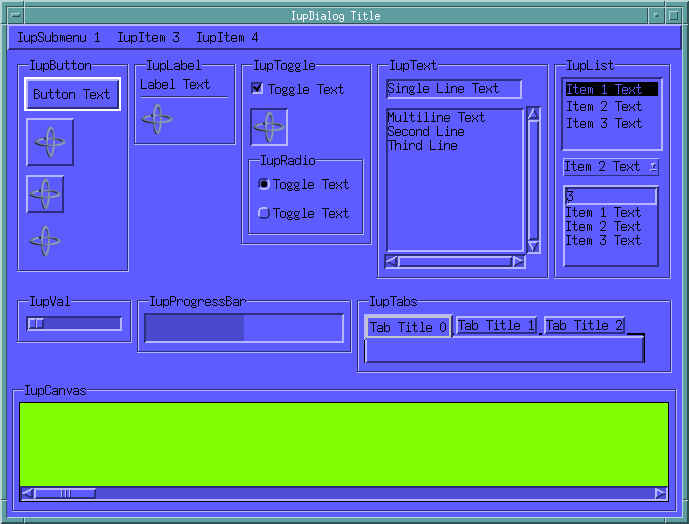 IupDialog Title
IupSubmenu 1 IupItem 3 IupItem 4
IupButton
Button Text
IupLabel
Label Text
IupToggle
Toggle Text
IupRadio
Toggle Text
Toggle Text
IupText
Single Line Text
Multiline Text
Second Line
Third Line
IupList
Item 1 Text
Item 2 Text
Item 3 Text
Item 2 Text
3
Item 1 Text
Item 2 Text
Item 3 Text
IupVal
IupProgressBar
IupTabs
Tab Title 0 Tab Title 1 Tab Title 2
IupCanvas